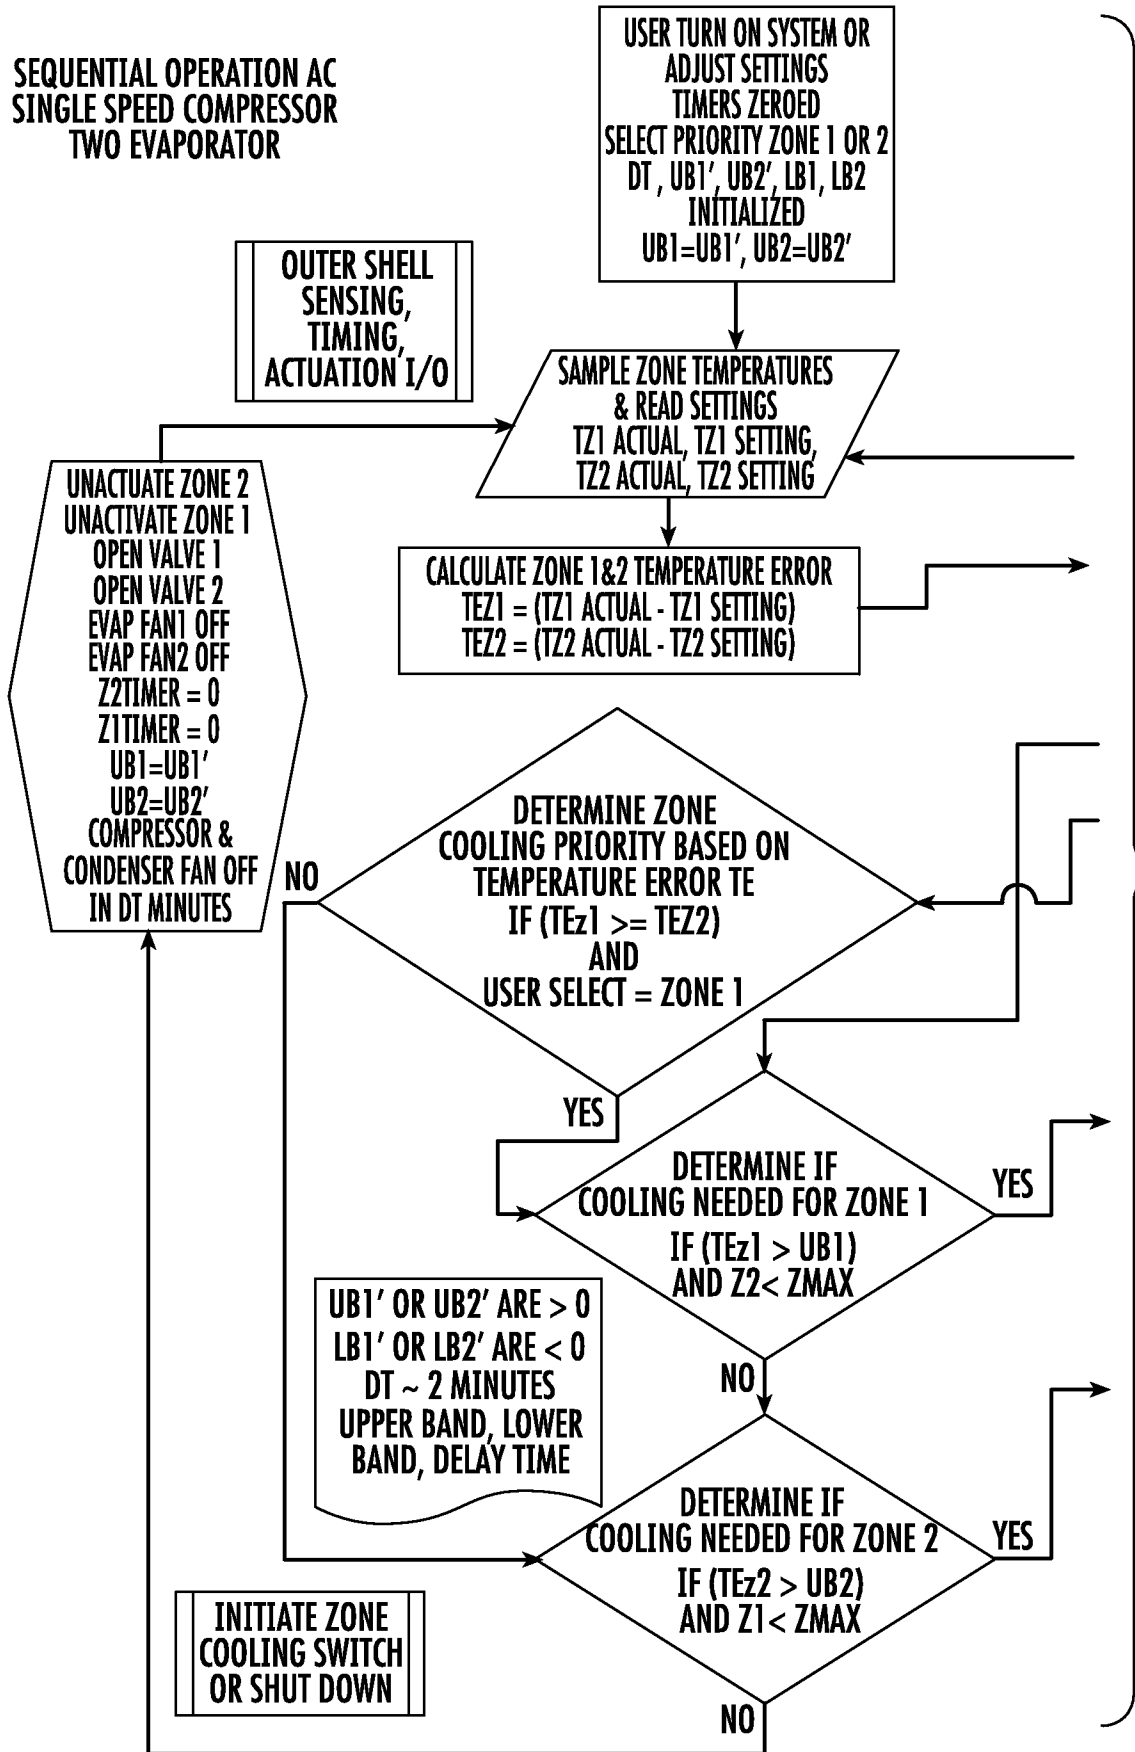 SEQUENTIAL OPERATION AC
SINGLE SPEED COMPRESSOR
TWO EVAPORATOR
USER TURN ON SYSTEM OR
ADJUST SETTINGS
TIMERS ZEROED
SELECT PRIORITY ZONE 1 OR 2
DT , UB1', UB2', LB1, LB2
INITIALIZED
UB1=UB1', UB2=UB2'
OUTER SHELL
SENSING,
TIMING,
ACTUATION I/O
SAMPLE ZONE TEMPERATURES
& READ SETTINGS
TZ1 ACTUAL, TZ1 SETTING,
TZ2 ACTUAL, TZ2 SETTING
UNACTUATE ZONE 2
UNACTIVATE ZONE 1
OPEN VALVE 1
OPEN VALVE 2
EVAP FAN1 OFF
EVAP FAN2 OFF
Z2TIMER = 0
Z1TIMER = 0
UB1=UB1'
UB2=UB2'
COMPRESSOR &
CONDENSER FAN OFF
IN DT MINUTES
CALCULATE ZONE 1&2 TEMPERATURE ERROR
TEZ1 = (TZ1 ACTUAL - TZ1 SETTING)
TEZ2 = (TZ2 ACTUAL - TZ2 SETTING)
DETERMINE ZONE
COOLING PRIORITY BASED ON
TEMPERATURE ERROR TE
IF (TEz1 >= TEZ2)
AND
USER SELECT = ZONE 1
NO
YES
DETERMINE IF
COOLING NEEDED FOR ZONE 1
IF (TEz1 > UB1)
AND Z2< ZMAX
YES
NO
UB1' OR UB2' ARE > 0
LB1' OR LB2' ARE < 0
DT ~ 2 MINUTES
UPPER BAND, LOWER
BAND, DELAY TIME
DETERMINE IF
COOLING NEEDED FOR ZONE 2
IF (TEz2 > UB2)
AND Z1< ZMAX
YES
NO
INITIATE ZONE
COOLING SWITCH
OR SHUT DOWN